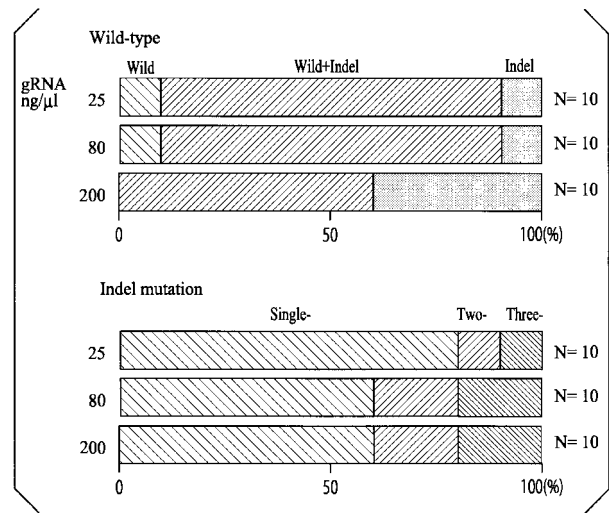 Wild-type
gRNA
ng/μl
Wild Wild+Indel Indel
25 N= 10
80 N= 10
200 N= 10
0 50 100(%)
Indel mutation
Single- Two- Three-
25 N= 10
80 N= 10
200 N= 10
0 50 100(%)